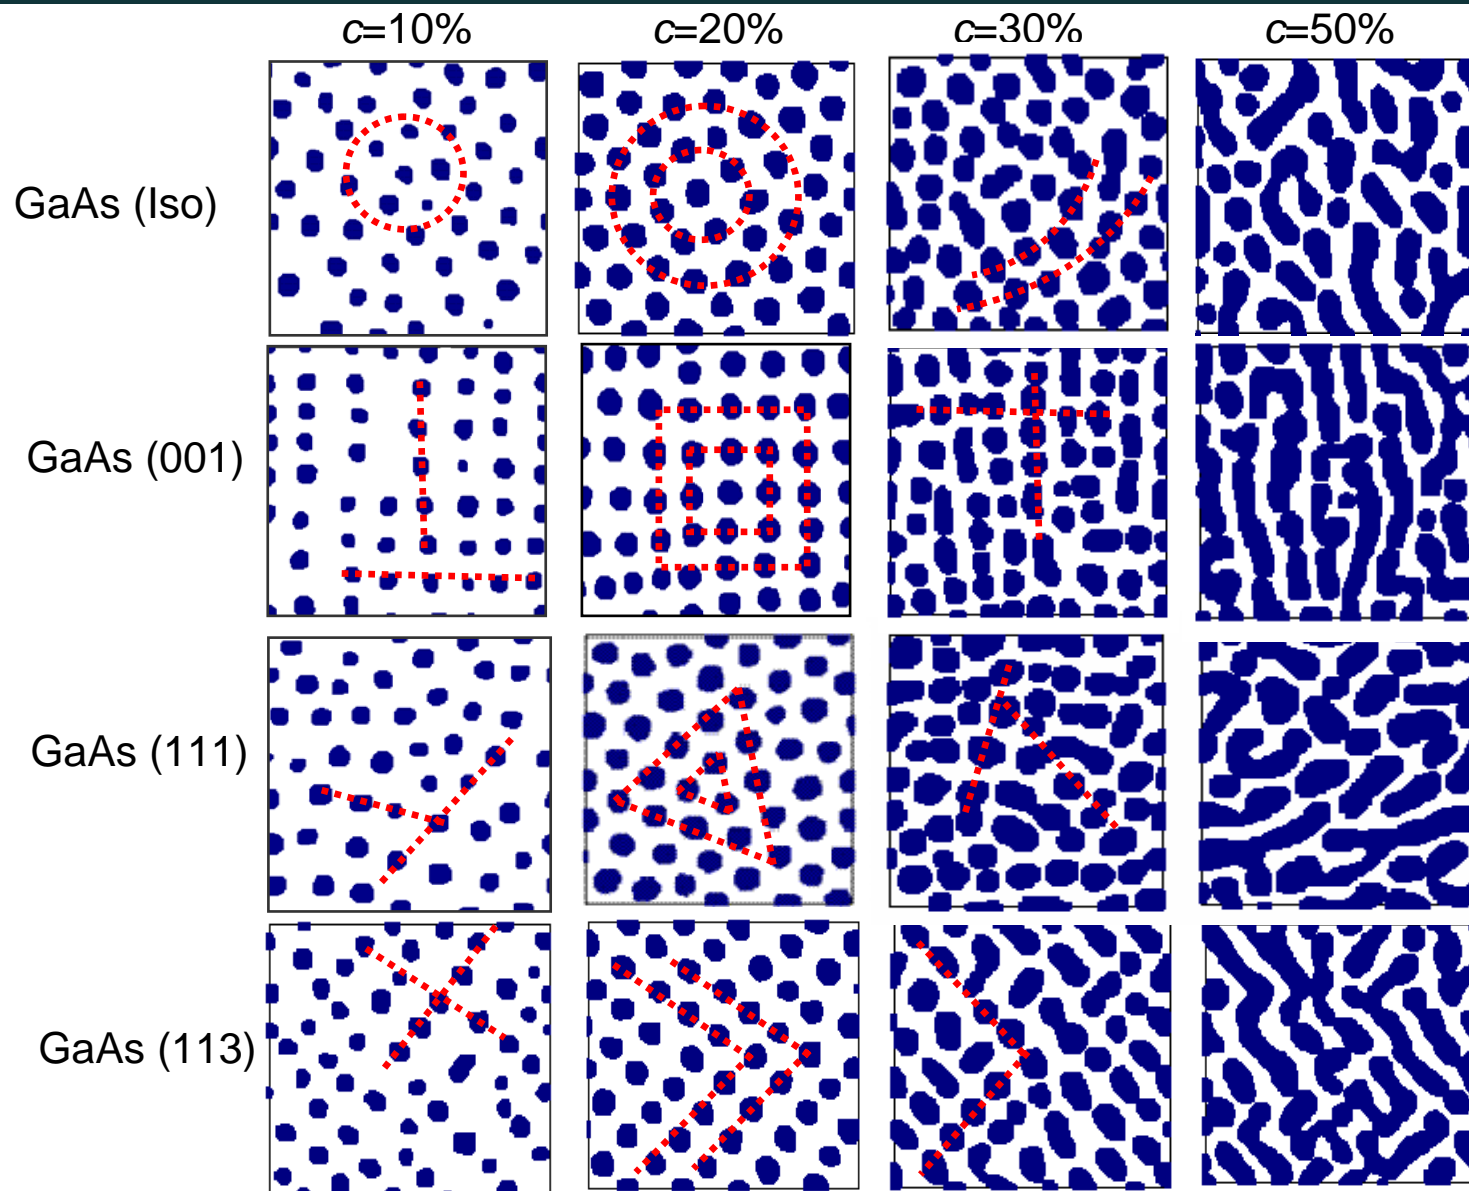 c=10% c=20% c=30% c=50%
GaAs (Iso)
GaAs (001)
GaAs (111)
GaAs (113)